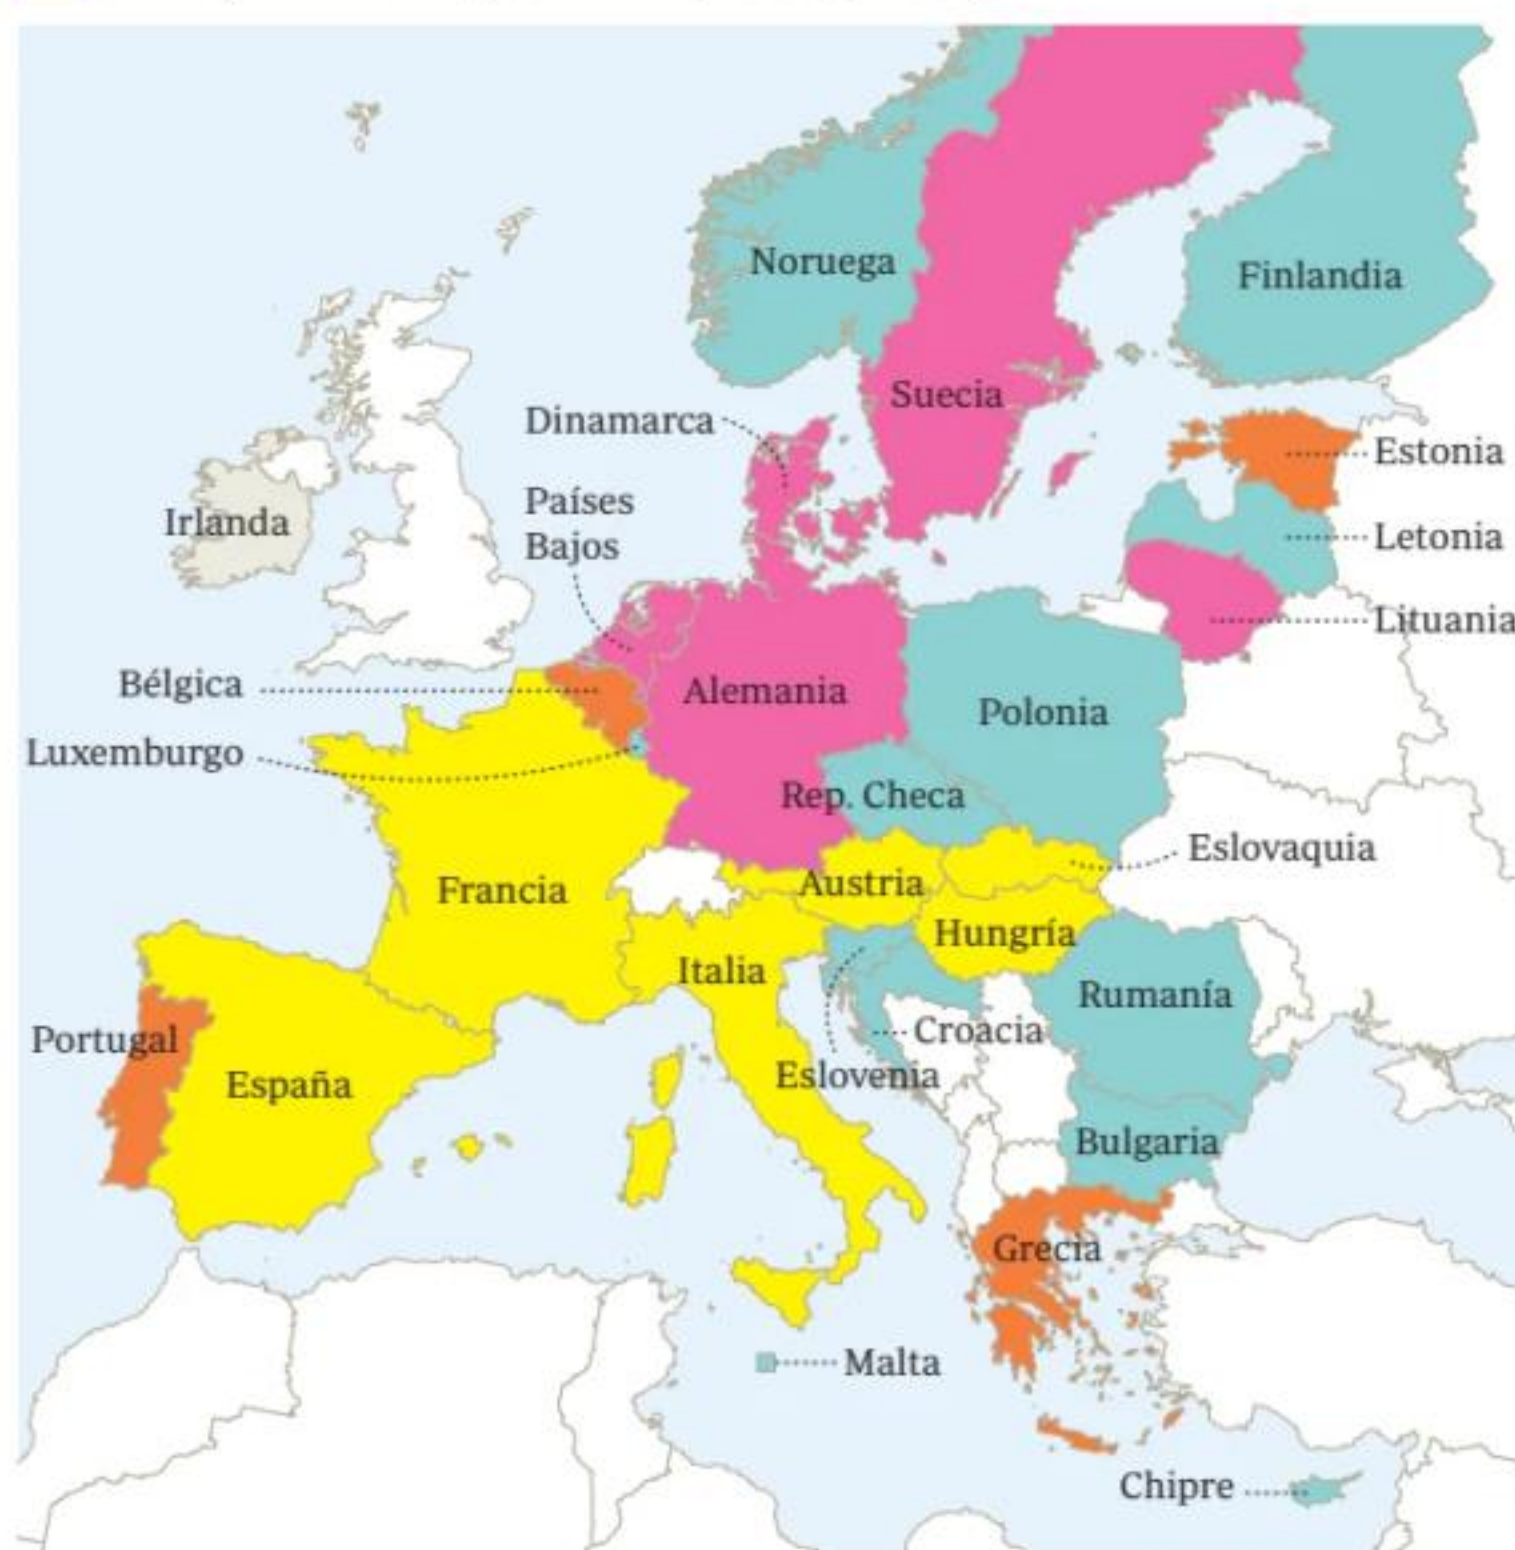 Noruega
Finlandia
Suecia
Dinamarca
Estonia
Países
Bajos
Irlanda
Letonia
Lituania
Bélgica
Alemania
Polonia
Luxemburgo
Rep. Checa
Eslovaquia
Francia
Austria
Hungría
Italia
Rumanía
Portugal
Croacia
España
Eslovenia
Bulgaria
Grecia
Malta
Chipre